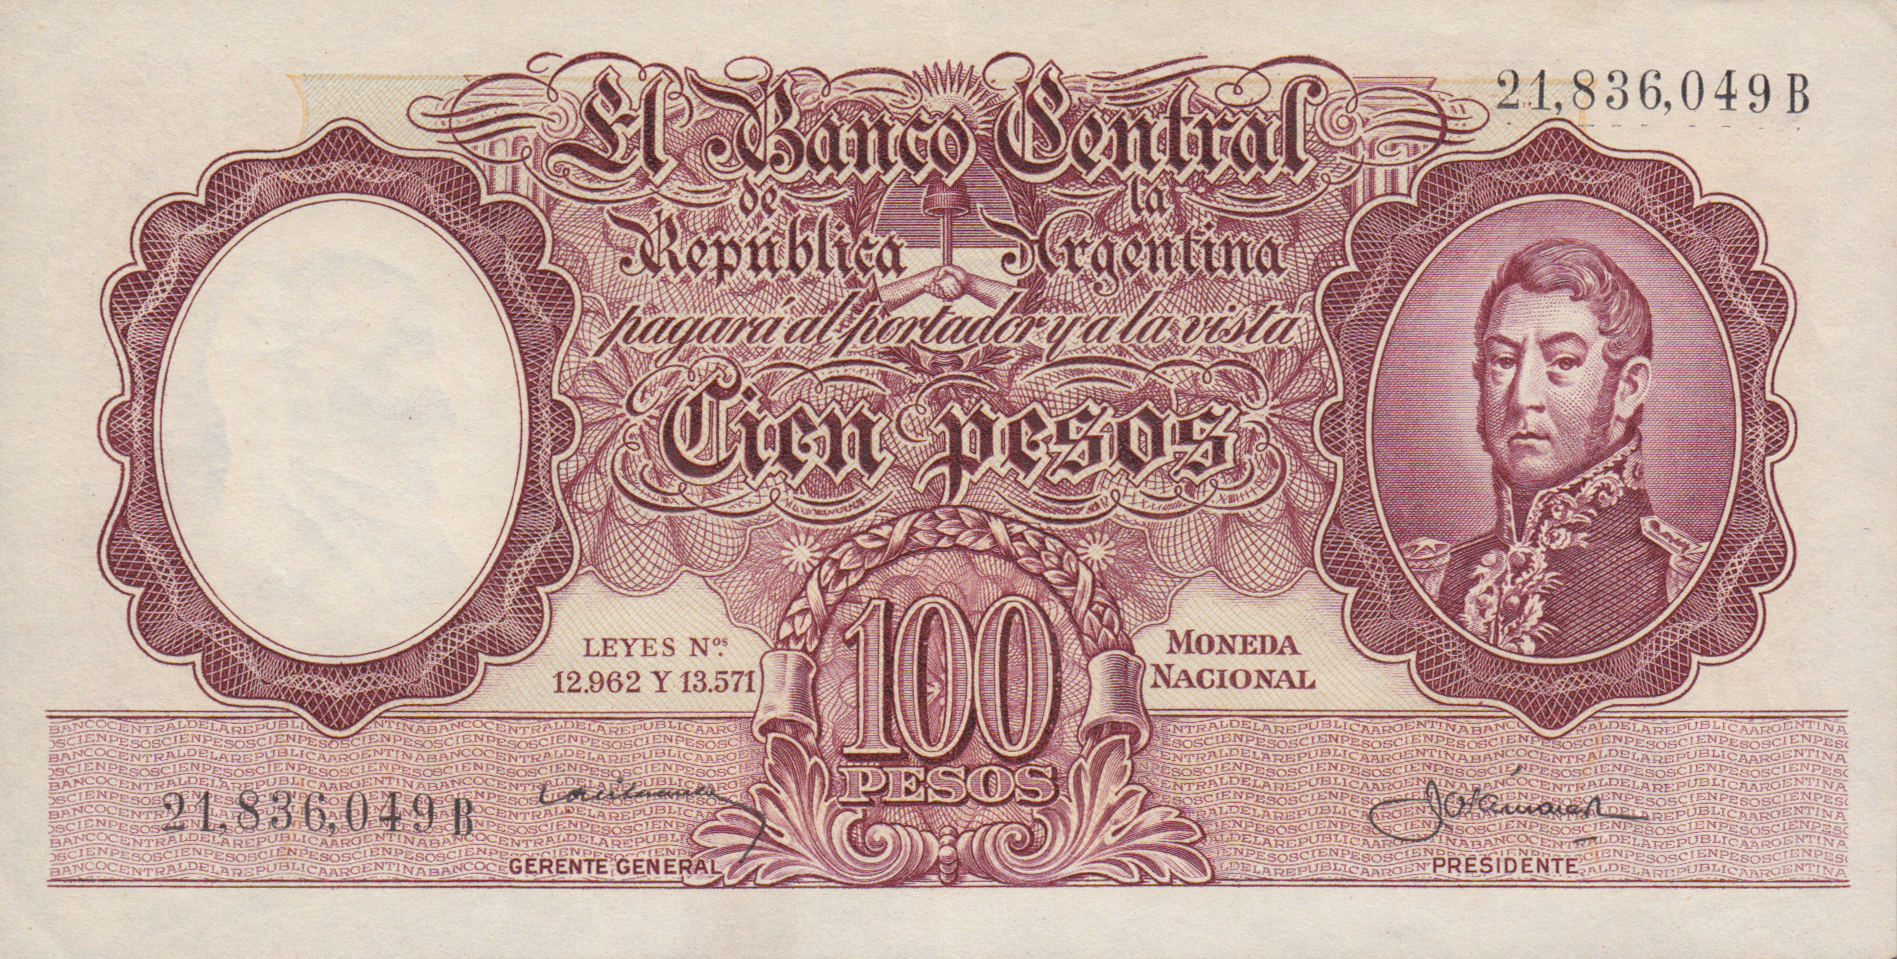 21,836,049 B
El Banco Central
de la
República Argentina
pagará al portador y a la vista
Cien pesos
LEYES Nos.
12.962 Y 13.571
MONEDA
NACIONAL
100
PESOS
21,836,049 B
GERENTE GENERAL
PRESIDENTE